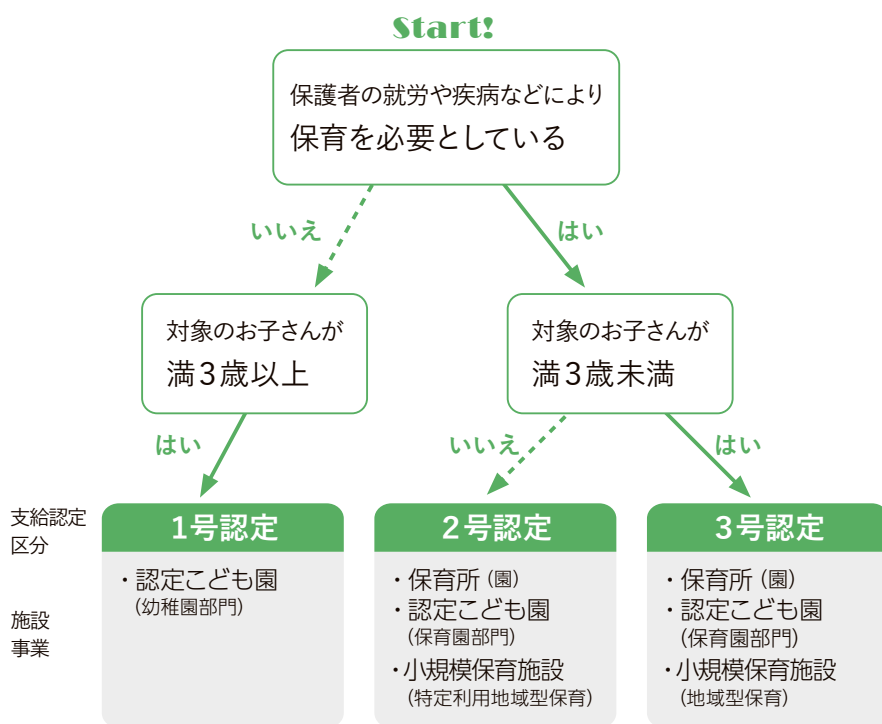 Start!
保護者の就労や疾病などにより
保育を必要としている
いいえ
はい
対象のお子さんが
満3歳以上
対象のお子さんが
満3歳未満
はい
いいえ
はい
支給認定
区分
1号認定
2号認定
3号認定
施設
事業
・認定こども園
(幼稚園部門)
・保育所(園)
・認定こども園
(保育園部門)
・小規模保育施設
(特定利用地域型保育)
・保育所(園)
・認定こども園
(保育園部門)
・小規模保育施設
(地域型保育)